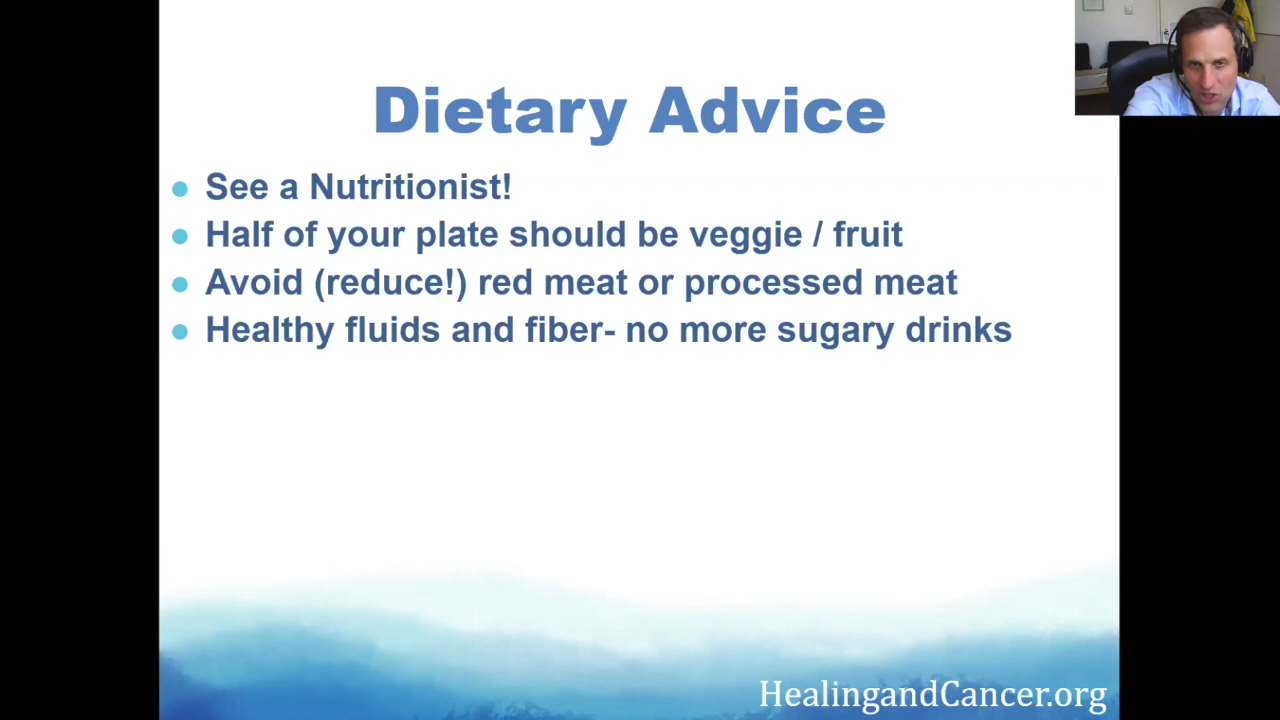 Dietary Advice
See a Nutritionist!
Half of your plate should be veggie / fruit
Avoid (reduce!) red meat or processed meat
Healthy fluids and fiber- no more sugary drinks
HealingandCancer.org